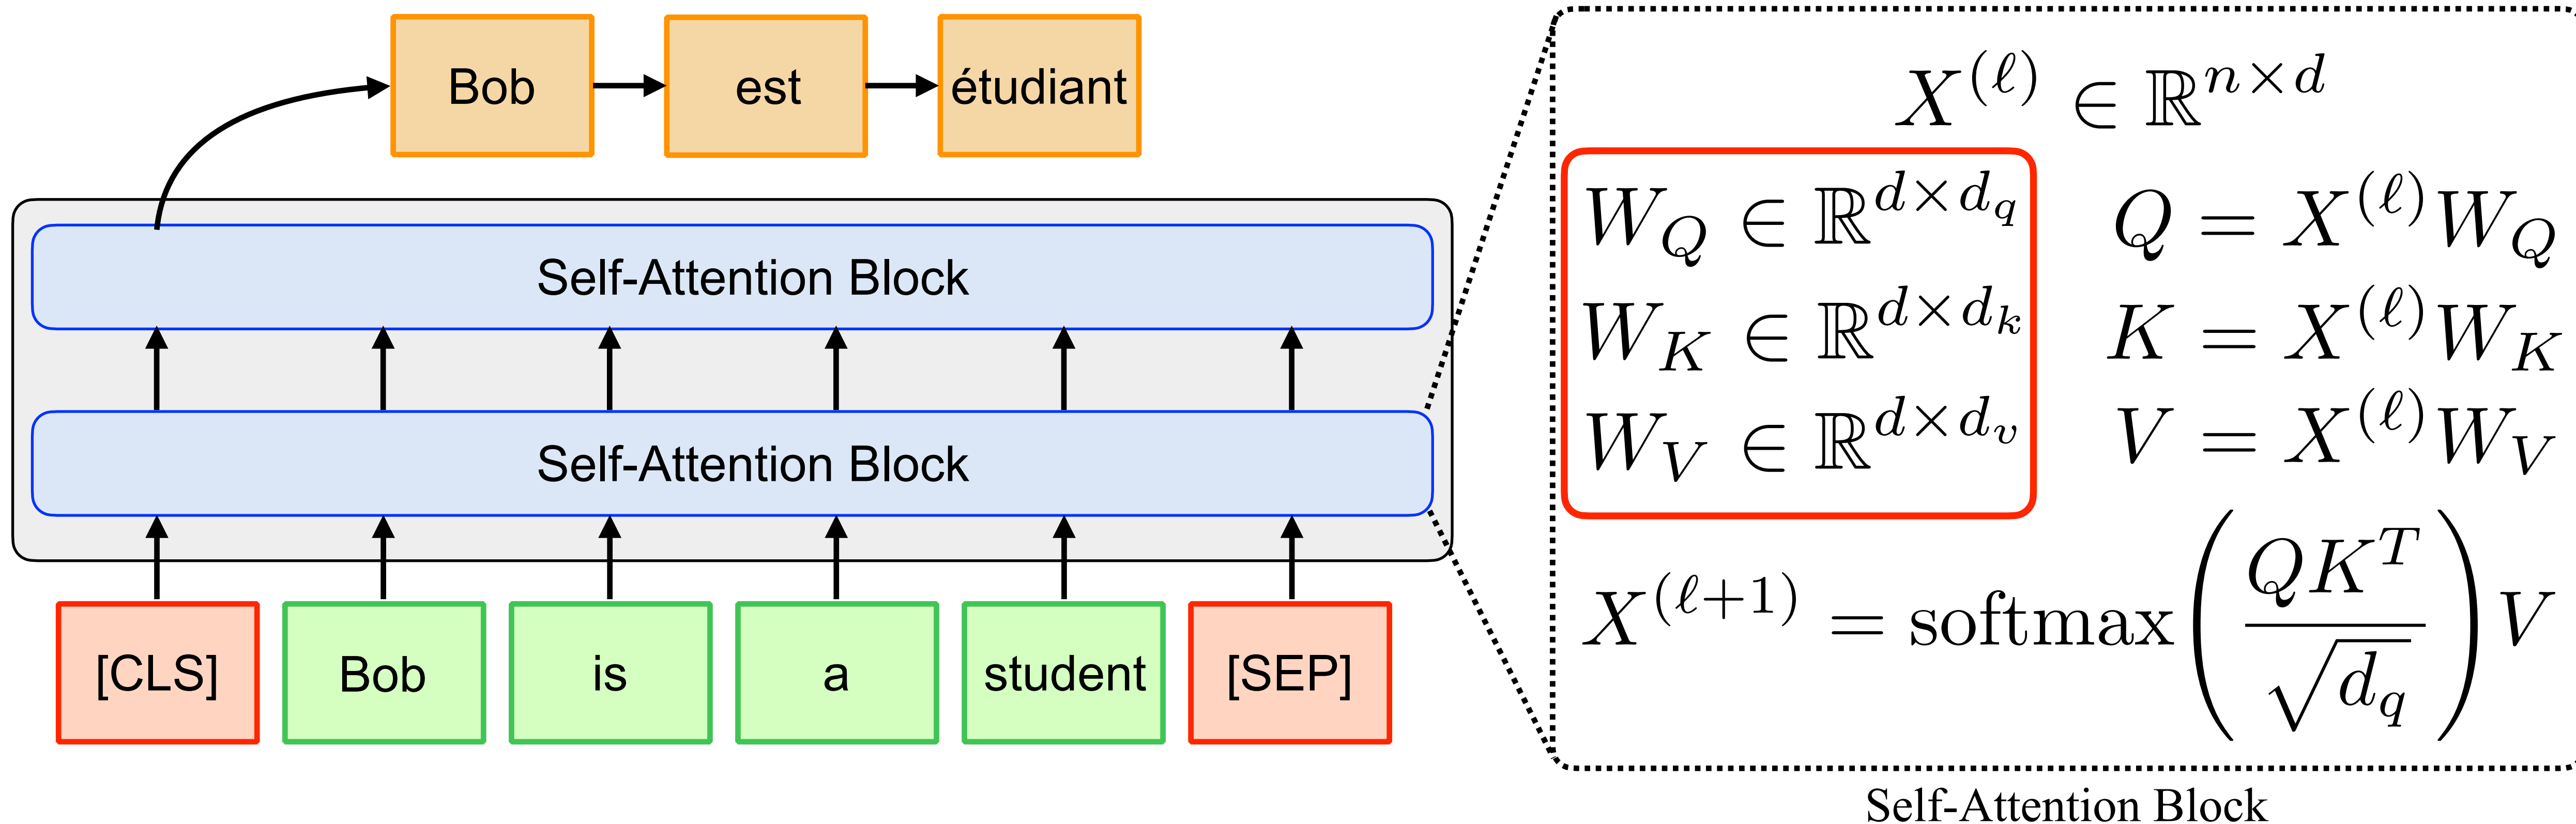 Bob est étudiant
Self-Attention Block
Self-Attention Block
[CLS] Bob is a student [SEP]
X^{(ℓ)} ∈ ℝ^{n×d}
W_Q ∈ ℝ^{d×d_q} Q = X^{(ℓ)}W_Q
W_K ∈ ℝ^{d×d_k} K = X^{(ℓ)}W_K
W_V ∈ ℝ^{d×d_v} V = X^{(ℓ)}W_V
X^{(ℓ+1)} = softmax(QK^T / √d_q) V
Self-Attention Block